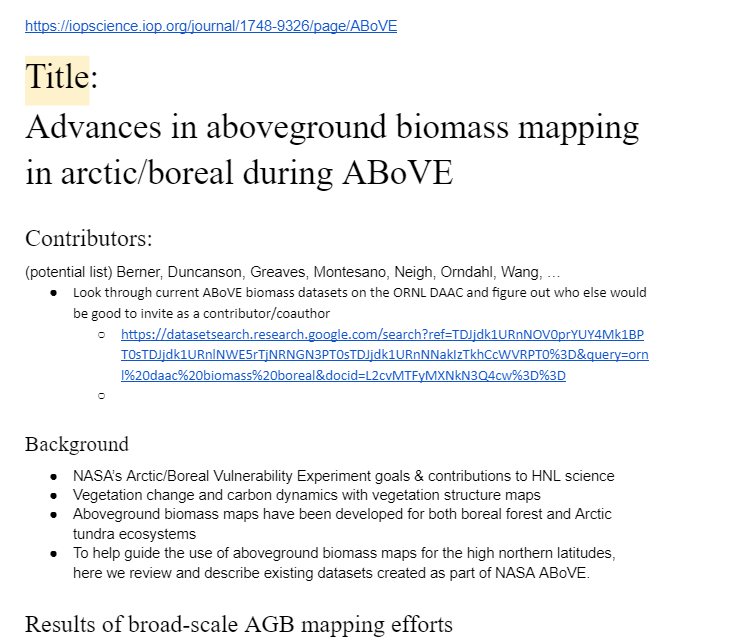 https://iopscience.iop.org/journal/1748-9326/page/ABoVE
Title:
Advances in aboveground biomass mapping
in arctic/boreal during ABoVE
Contributors:
(potential list) Berner, Duncanson, Greaves, Montesano, Neigh, Orndahl, Wang, …
● Look through current ABoVE biomass datasets on the ORNL DAAC and figure out who else would
be good to invite as a contributor/coauthor
○ https://datasetsearch.research.google.com/search?ref=TDJjdk1URnNOV0prYUY4Mk1BP
T0sTDJjdk1URnlNWE5rTjNRNGN3PT0sTDJjdk1URnNNaklzTkhCcWVRPT0%3D&query=orn
l%20daac%20biomass%20boreal&docid=L2cvMTFyMXNkN3Q4cw%3D%3D
○
Background
● NASA's Arctic/Boreal Vulnerability Experiment goals & contributions to HNL science
● Vegetation change and carbon dynamics with vegetation structure maps
● Aboveground biomass maps have been developed for both boreal forest and Arctic
tundra ecosystems
● To help guide the use of aboveground biomass maps for the high northern latitudes,
here we review and describe existing datasets created as part of NASA ABoVE.
Results of broad-scale AGB mapping efforts